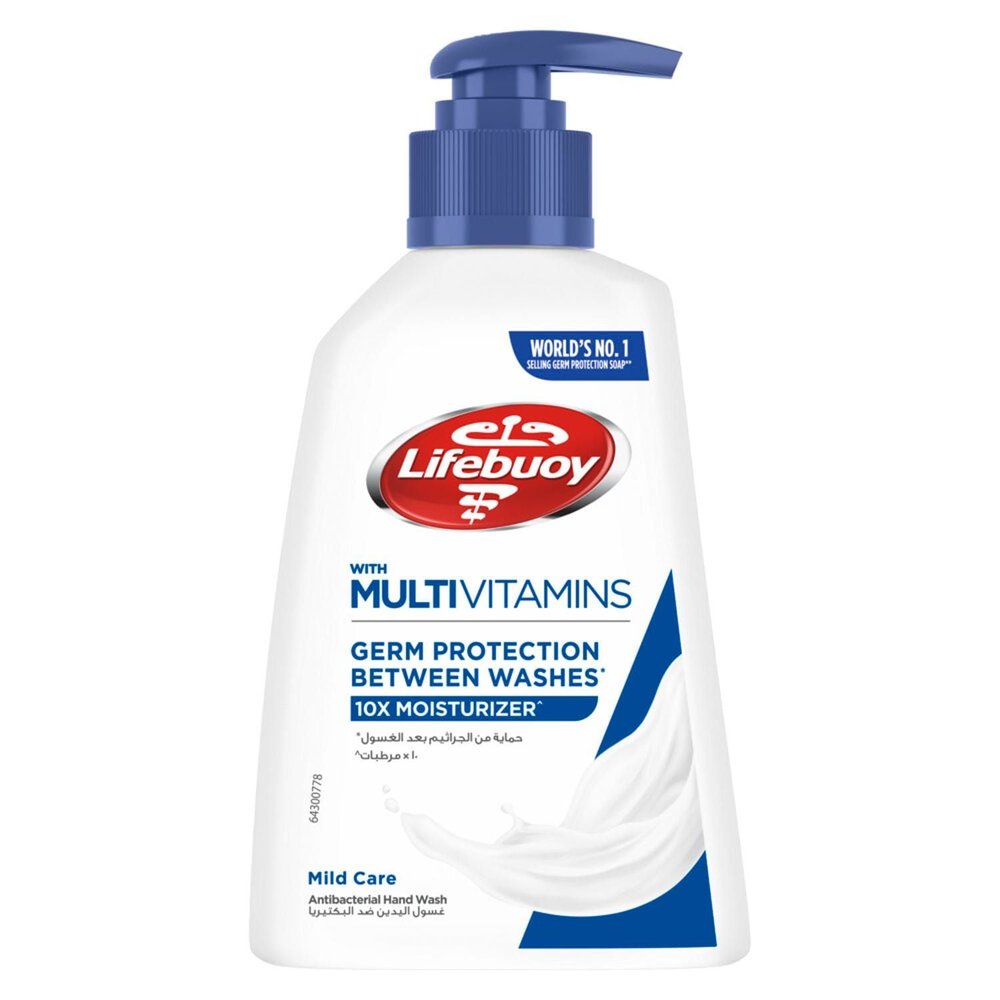 WORLD'S NO. 1
SELLING GERM PROTECTION SOAP**
Lifebuoy
WITH
MULTIVITAMINS
GERM PROTECTION
BETWEEN WASHES*
10X MOISTURIZER^
حماية من الجراثيم بعد الغسول*
١٠ × مرطبات^
64300778
Mild Care
Antibacterial Hand Wash
غسول اليدين ضد البكتيريا